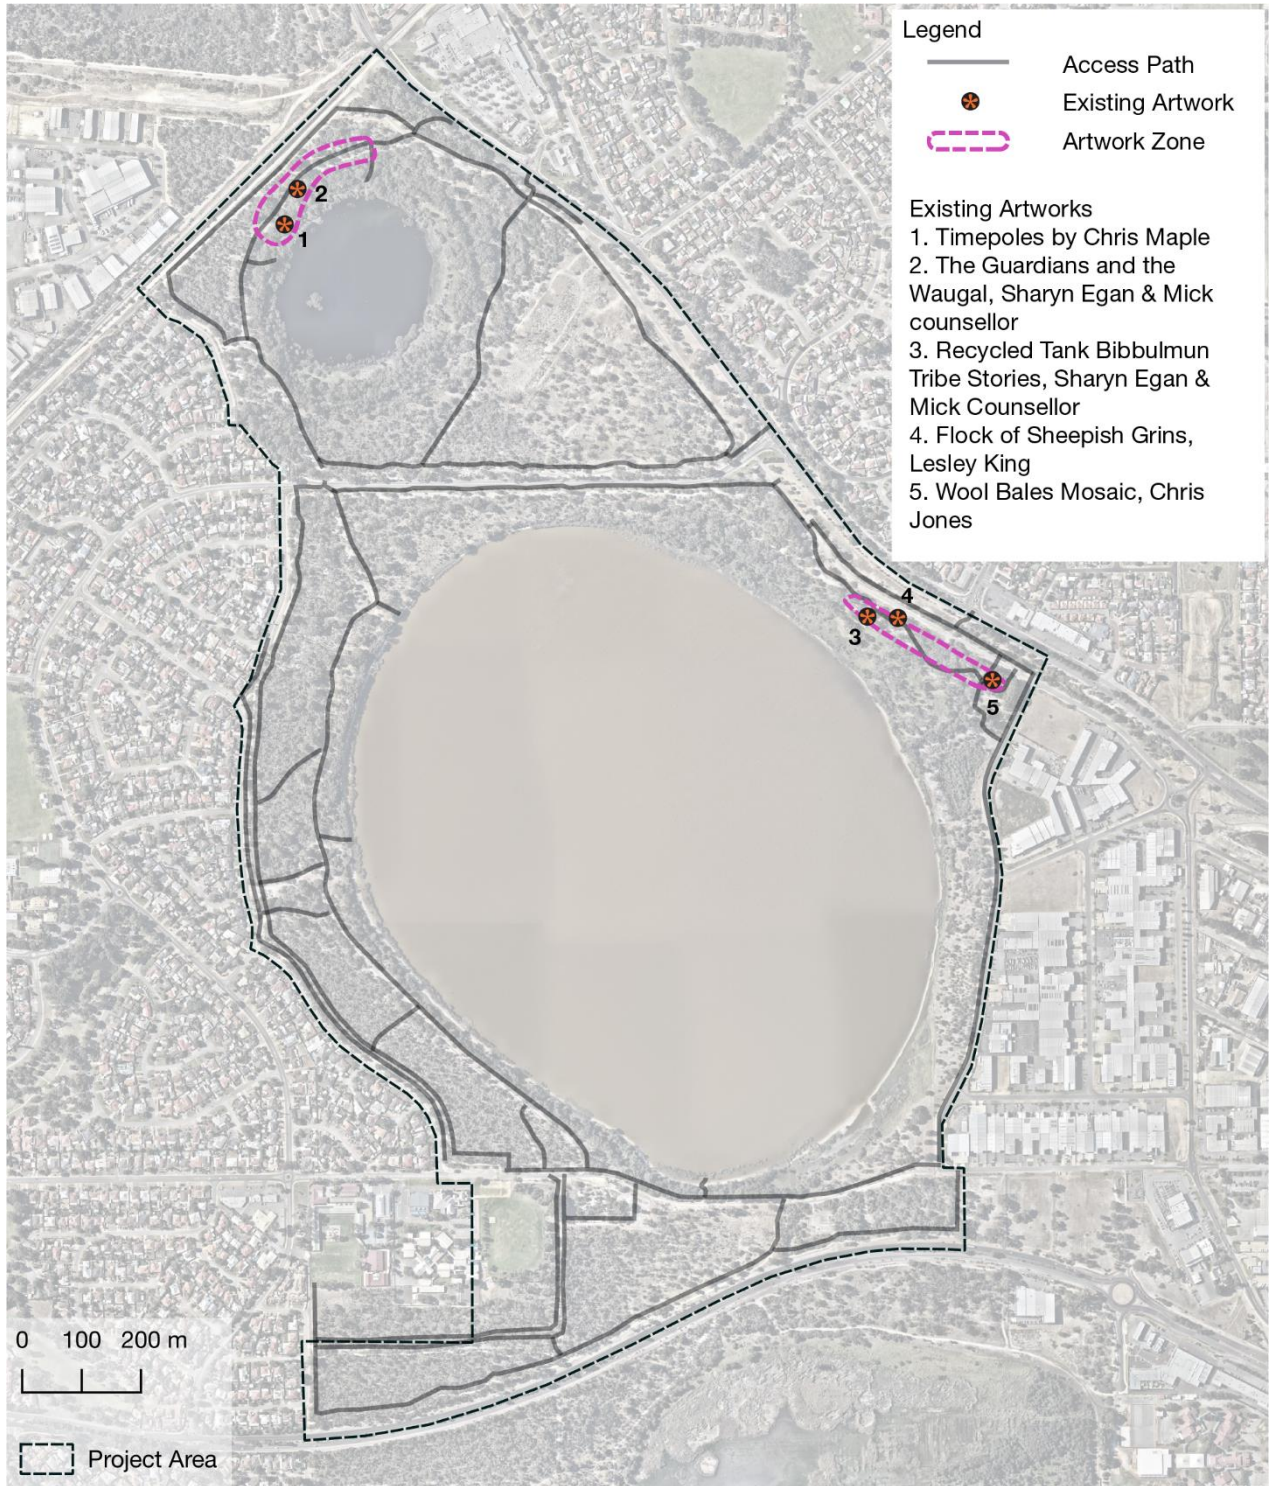 Legend
Access Path
Existing Artwork
Artwork Zone
Existing Artworks
1. Timepoles by Chris Maple
2. The Guardians and the
Waugal, Sharyn Egan & Mick
counsellor
3. Recycled Tank Bibbulmun
Tribe Stories, Sharyn Egan &
Mick Counsellor
4. Flock of Sheepish Grins,
Lesley King
5. Wool Bales Mosaic, Chris
Jones
2
1
4
3
5
0 100 200 m
Project Area